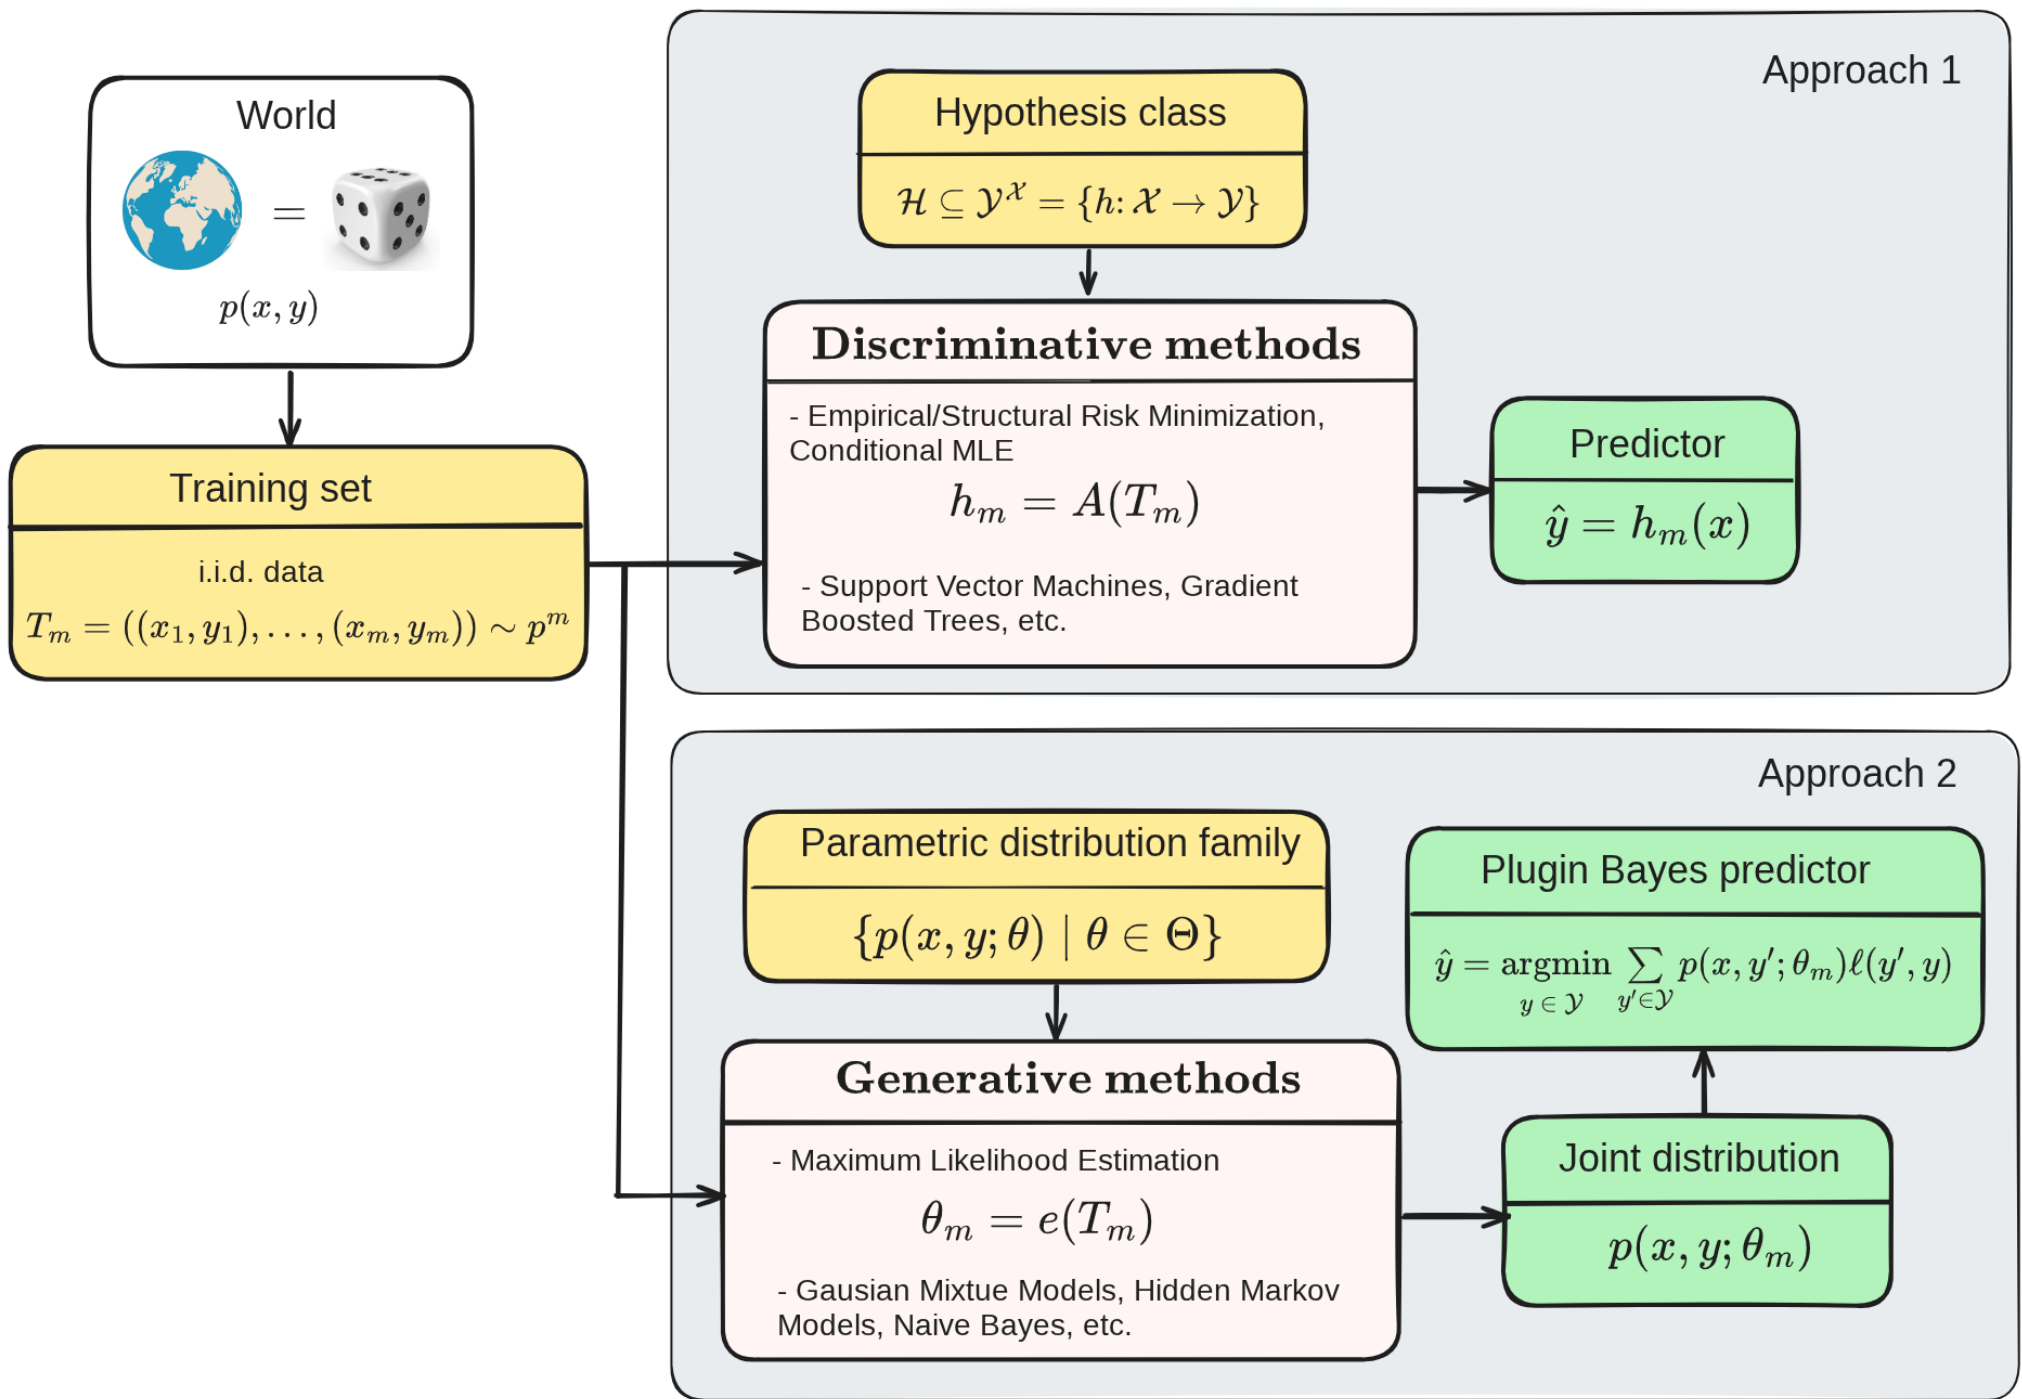 World
=
p(x, y)
Training set
i.i.d. data
T_m = ((x_1, y_1), …, (x_m, y_m)) ∼ p^m
Approach 1
Hypothesis class
ℋ ⊆ 𝒴^𝒳 = {h: 𝒳 → 𝒴}
Discriminative methods
- Empirical/Structural Risk Minimization,
Conditional MLE
h_m = A(T_m)
- Support Vector Machines, Gradient
Boosted Trees, etc.
Predictor
ŷ = h_m(x)
Approach 2
Parametric distribution family
{p(x, y; θ) | θ ∈ Θ}
Generative methods
- Maximum Likelihood Estimation
θ_m = e(T_m)
- Gausian Mixtue Models, Hidden Markov
Models, Naive Bayes, etc.
Joint distribution
p(x, y; θ_m)
Plugin Bayes predictor
ŷ = argmin ∑ p(x, y′; θ_m)ℓ(y′, y)
y ∈ 𝒴 y′∈𝒴